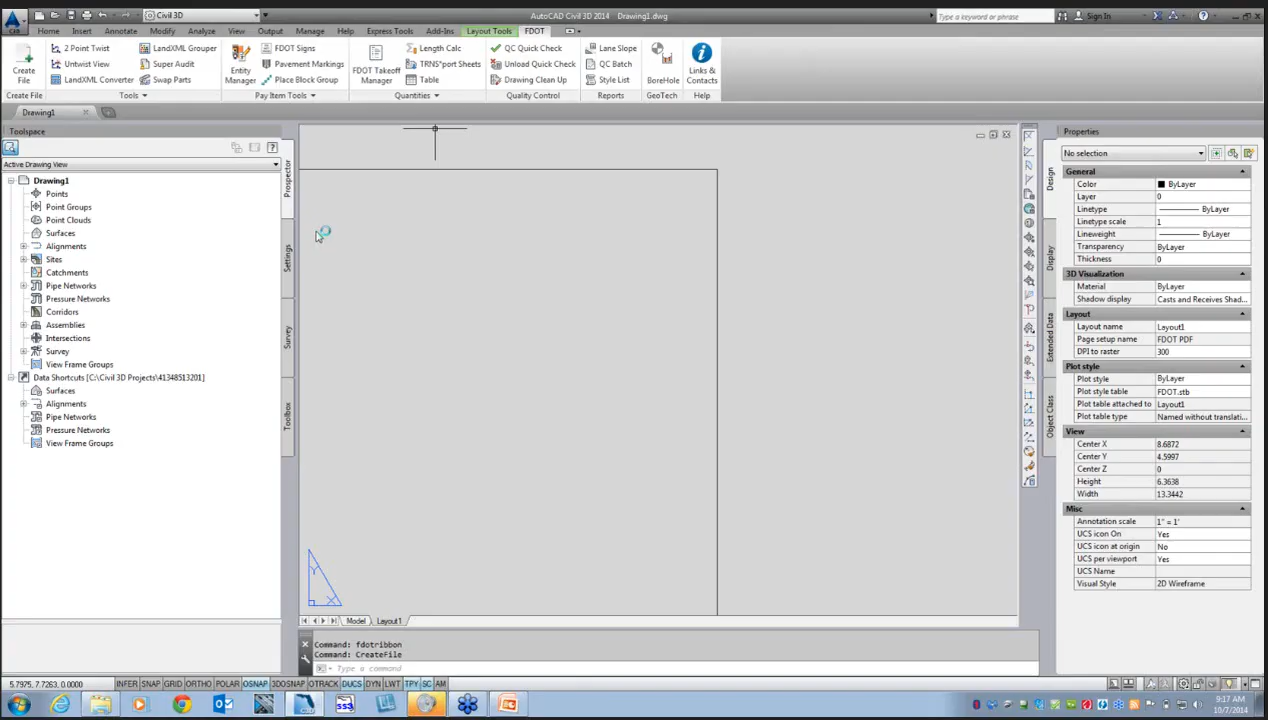 Civil 3D
AutoCAD Civil 3D 2014 Drawing1.dwg
Type a keyword or phrase
Sign In
Home Insert Annotate Modify Analyze View Output Manage Help Express Tools Add-Ins Layout Tools FDOT
2 Point Twist LandXML Grouper FDOT Signs Length Calc QC Quick Check Lane Slope
Untwist View Super Audit Pavement Markings TRNS*port Sheets Unload Quick Check QC Batch
LandXML Converter Swap Parts Place Block Group Table Drawing Clean Up Style List
Create
File
Entity
Manager
FDOT Takeoff
Manager
BoreHole
Links &
Contacts
Create File Tools Pay Item Tools Quantities Quality Control Reports GeoTech Help
Drawing1
Toolspace
Active Drawing View
Drawing1
Points
Point Groups
Point Clouds
Surfaces
Alignments
Sites
Catchments
Pipe Networks
Pressure Networks
Corridors
Assemblies
Intersections
Survey
View Frame Groups
Data Shortcuts [C:\Civil 3D Projects\41348513201]
Surfaces
Alignments
Pipe Networks
Pressure Networks
View Frame Groups
Prospector
Settings
Survey
Toolbox
Y
X
Model Layout1
Command: fdotribbon
Command: CreateFile
Type a command
Design
Display
Extended Data
Object Class
Properties
No selection
General
Color ByLayer
Layer 0
Linetype ByLayer
Linetype scale 1
Lineweight ByLayer
Transparency ByLayer
Thickness 0
3D Visualization
Material ByLayer
Shadow display Casts and Receives Shad...
Layout
Layout name Layout1
Page setup name FDOT PDF
DPI to raster 300
Plot style
Plot style ByLayer
Plot style table FDOT.stb
Plot table attached to Layout1
Plot table type Named without translati...
View
Center X 8.6872
Center Y 4.5997
Center Z 0
Height 6.3638
Width 13.3442
Misc
Annotation scale 1" = 1'
UCS icon On Yes
UCS icon at origin No
UCS per viewport Yes
UCS Name
Visual Style 2D Wireframe
5.7975, 7.7263, 0.0000 INFER SNAP GRID ORTHO POLAR OSNAP 3DOSNAP OTRACK DUCS DYN LWT TPY SC AM
9:17 AM
10/7/2014